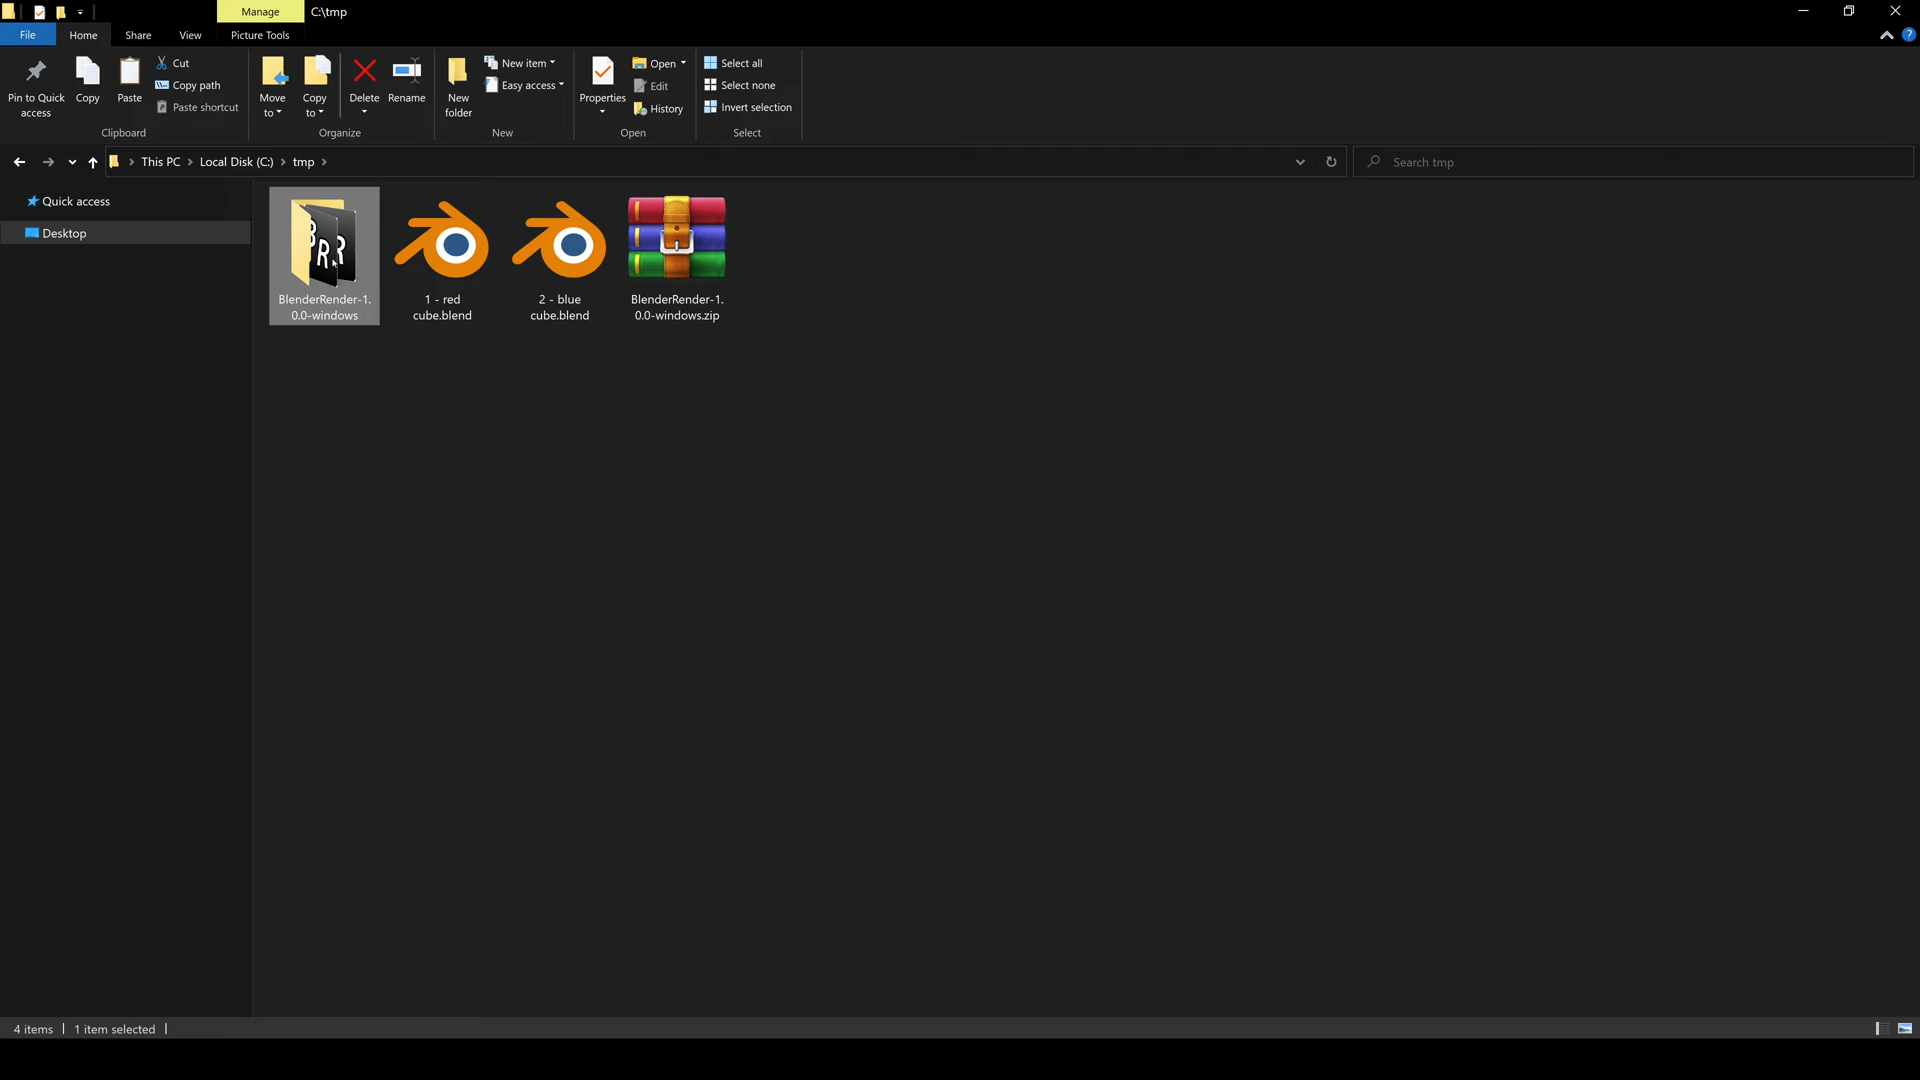 Manage
C:\tmp
File
Home
Share
View
Picture Tools
Pin to Quick
access
Copy
Paste
Cut
Copy path
Paste shortcut
Clipboard
Move
to
Copy
to
Delete
Rename
Organize
New
folder
New item
Easy access
New
Properties
Open
Edit
History
Open
Select all
Select none
Invert selection
Select
This PC
Local Disk (C:)
tmp
Search tmp
Quick access
Desktop
BlenderRender-1.
0.0-windows
1 - red
cube.blend
2 - blue
cube.blend
BlenderRender-1.
0.0-windows.zip
4 items
1 item selected